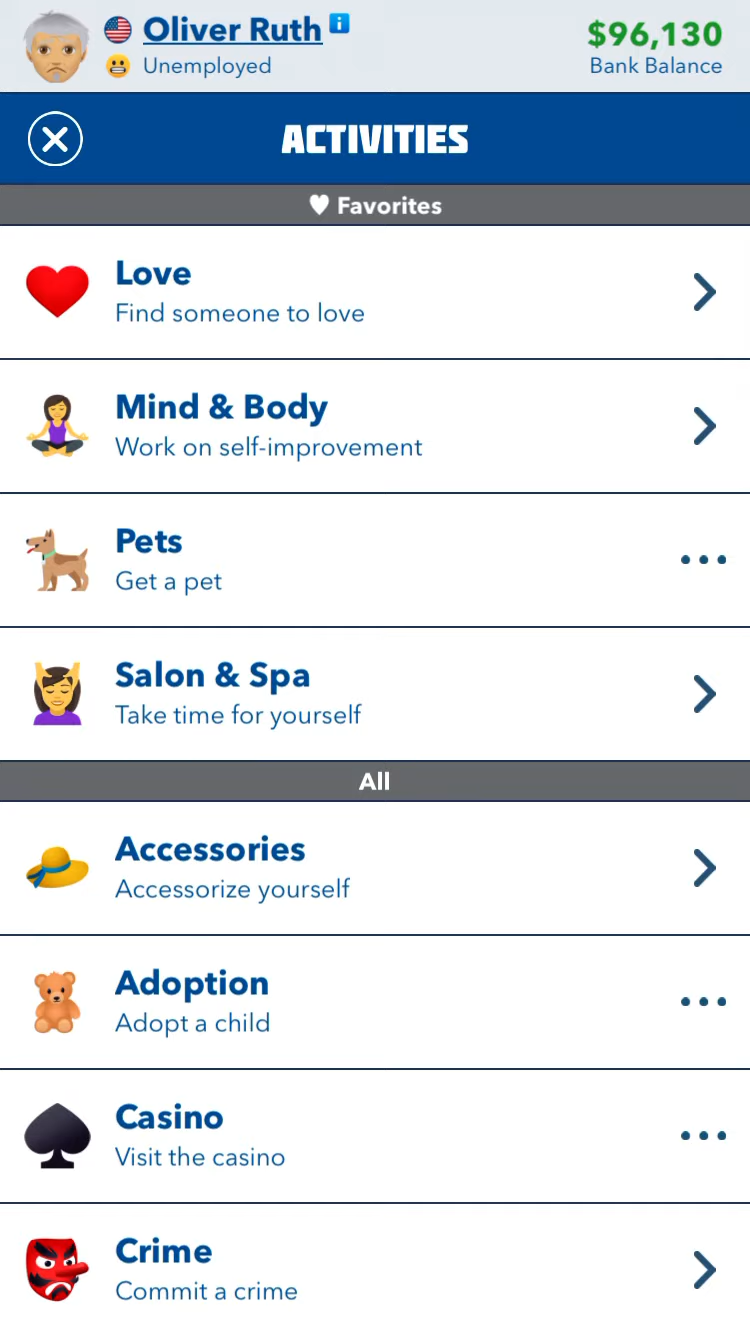 Oliver Ruth i
$96,130
Unemployed
Bank Balance
ACTIVITIES
Favorites
Love
Find someone to love
Mind & Body
Work on self-improvement
Pets
Get a pet
Salon & Spa
Take time for yourself
All
Accessories
Accessorize yourself
Adoption
Adopt a child
Casino
Visit the casino
Crime
Commit a crime